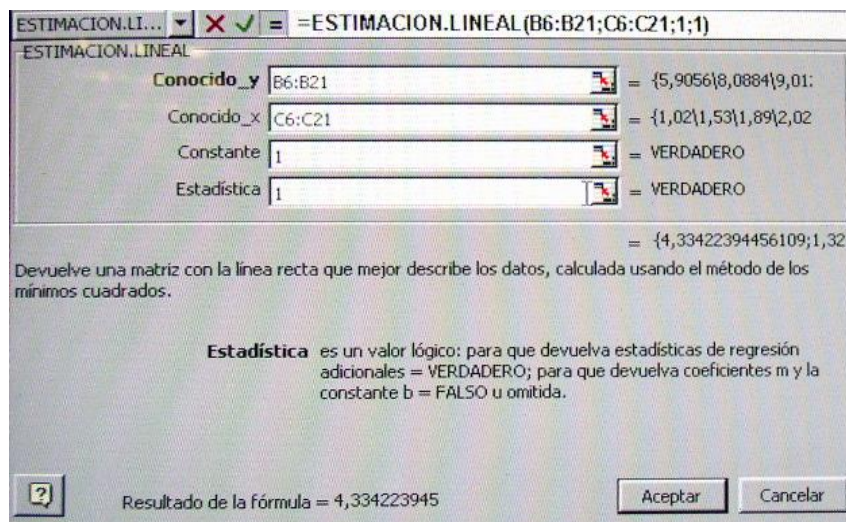 ESTIMACION.LI... = =ESTIMACION.LINEAL(B6:B21;C6:C21;1;1)
ESTIMACION.LINEAL
Conocido_y B6:B21 = {5,9056\8,0884\9,01:
Conocido_x C6:C21 = {1,02\1,53\1,89\2,02
Constante 1 = VERDADERO
Estadística 1 = VERDADERO
= {4,33422394456109;1,32
Devuelve una matriz con la línea recta que mejor describe los datos, calculada usando el método de los
mínimos cuadrados.
Estadística es un valor lógico: para que devuelva estadísticas de regresión
adicionales = VERDADERO; para que devuelva coeficientes m y la
constante b = FALSO u omitida.
? Resultado de la fórmula = 4,334223945 Aceptar Cancelar